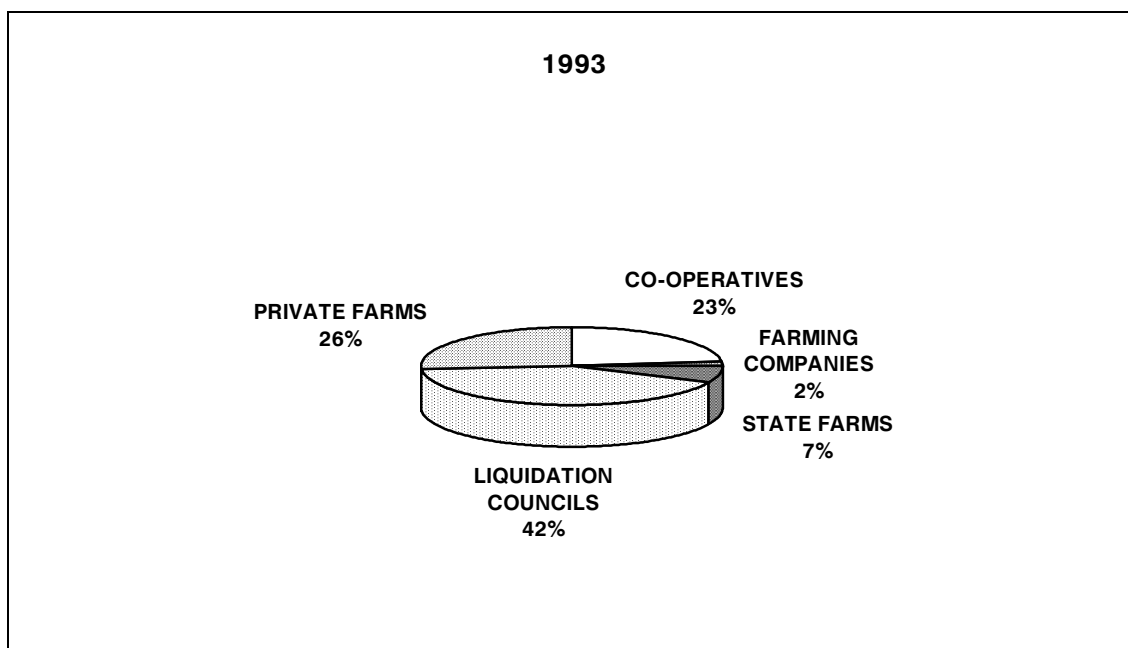 1993
CO-OPERATIVES
23%
PRIVATE FARMS
26%
FARMING
COMPANIES
2%
STATE FARMS
7%
LIQUIDATION
COUNCILS
42%